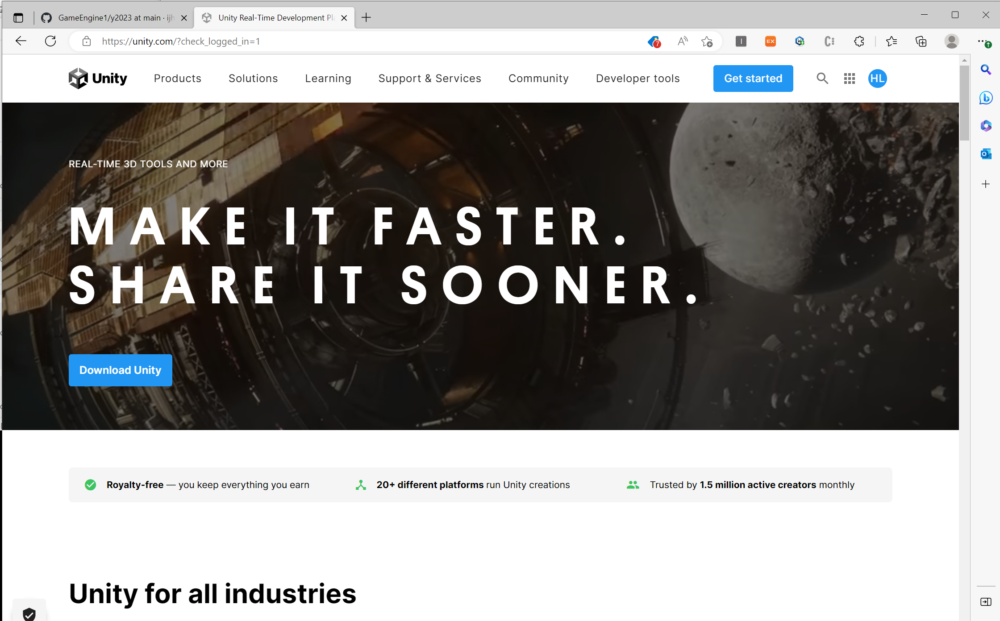 GameEngine1/y2023 at main · ijh
Unity Real-Time Development Pla
https://unity.com/?check_logged_in=1
7
EX
Unity
Products
Solutions
Learning
Support & Services
Community
Developer tools
Get started
HL
REAL-TIME 3D TOOLS AND MORE
MAKE IT FASTER.
SHARE IT SOONER.
Download Unity
Royalty-free — you keep everything you earn
20+ different platforms run Unity creations
Trusted by 1.5 million active creators monthly
Unity for all industries